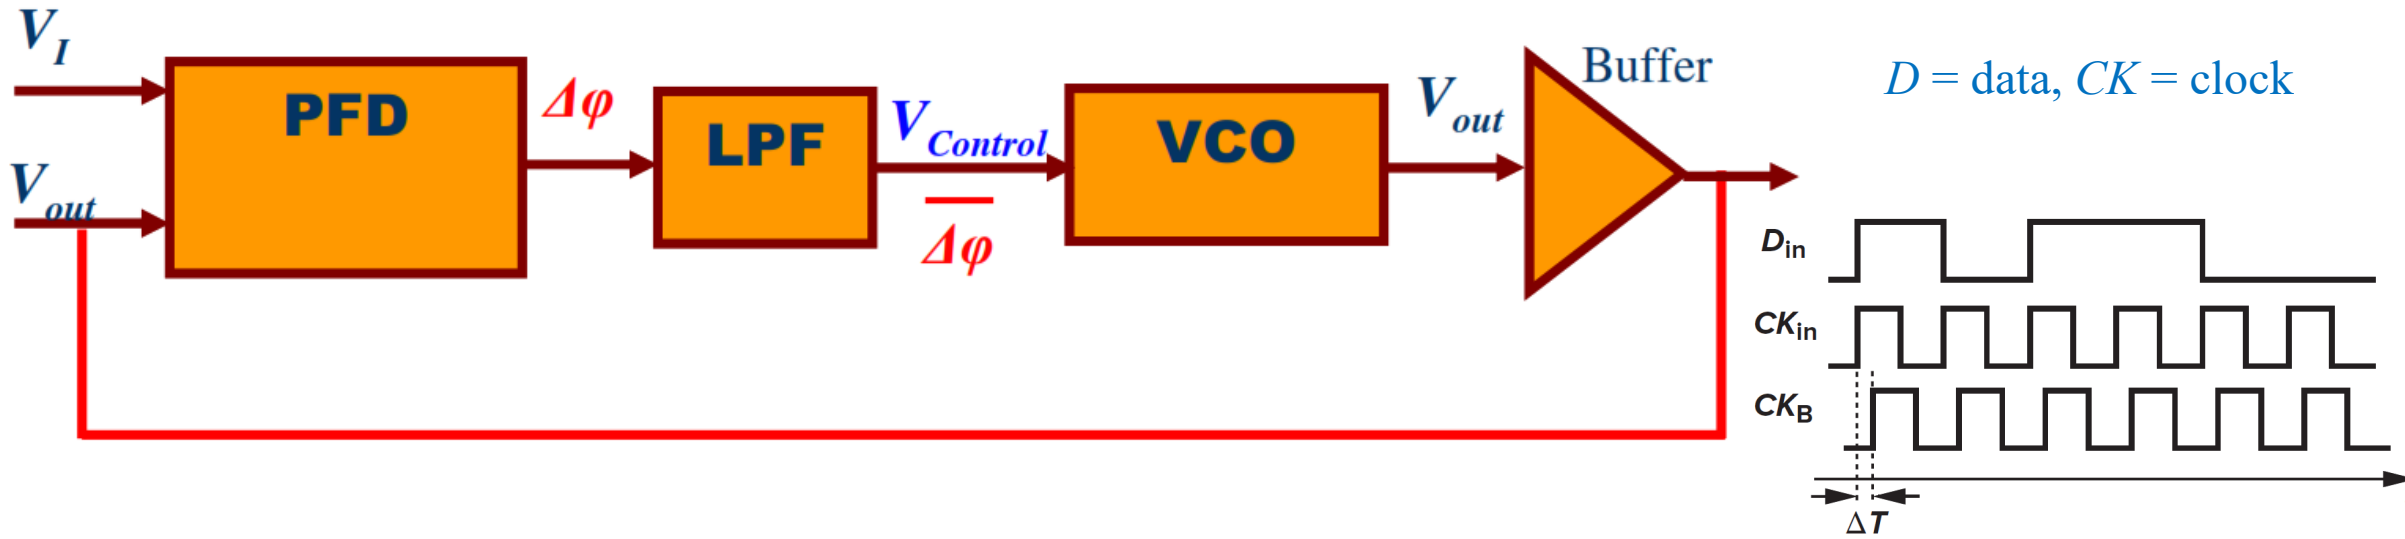 V_I
V_out
PFD
Δφ
LPF
V_Control
Δφ
VCO
V_out
Buffer
D = data, CK = clock
D_in
CK_in
CK_B
ΔT